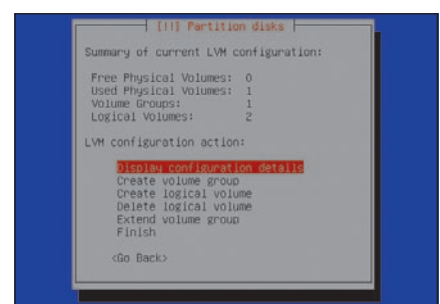 [!!] Partition disks
Summary of current LVM configuration:
Free Physical Volumes: 0
Used Physical Volumes: 1
Volume Groups: 1
Logical Volumes: 2
LVM configuration action:
Display configuration details
Create volume group
Create logical volume
Delete logical volume
Extend volume group
Finish
<Go Back>